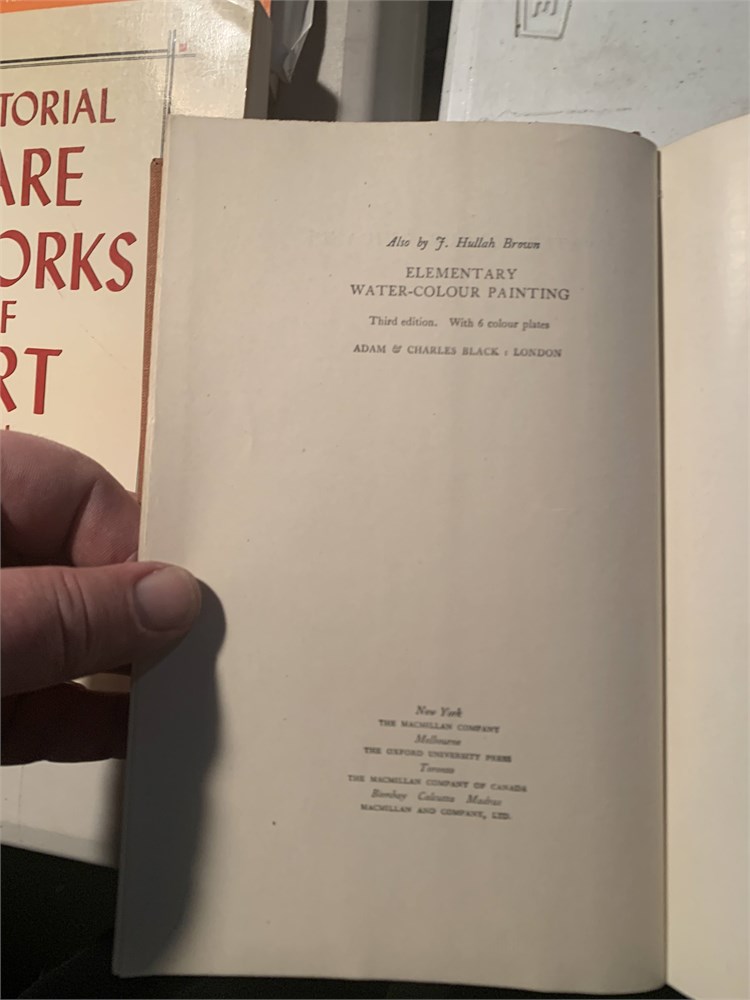 TORIAL
ARE
ORKS
F
RT
Also by J. Hullah Brown
ELEMENTARY
WATER-COLOUR PAINTING
Third edition. With 6 colour plates
ADAM & CHARLES BLACK : LONDON
New York
THE MACMILLAN COMPANY
Melbourne
THE OXFORD UNIVERSITY PRESS
Toronto
THE MACMILLAN COMPANY OF CANADA
Bombay Calcutta Madras
MACMILLAN AND COMPANY, LTD.